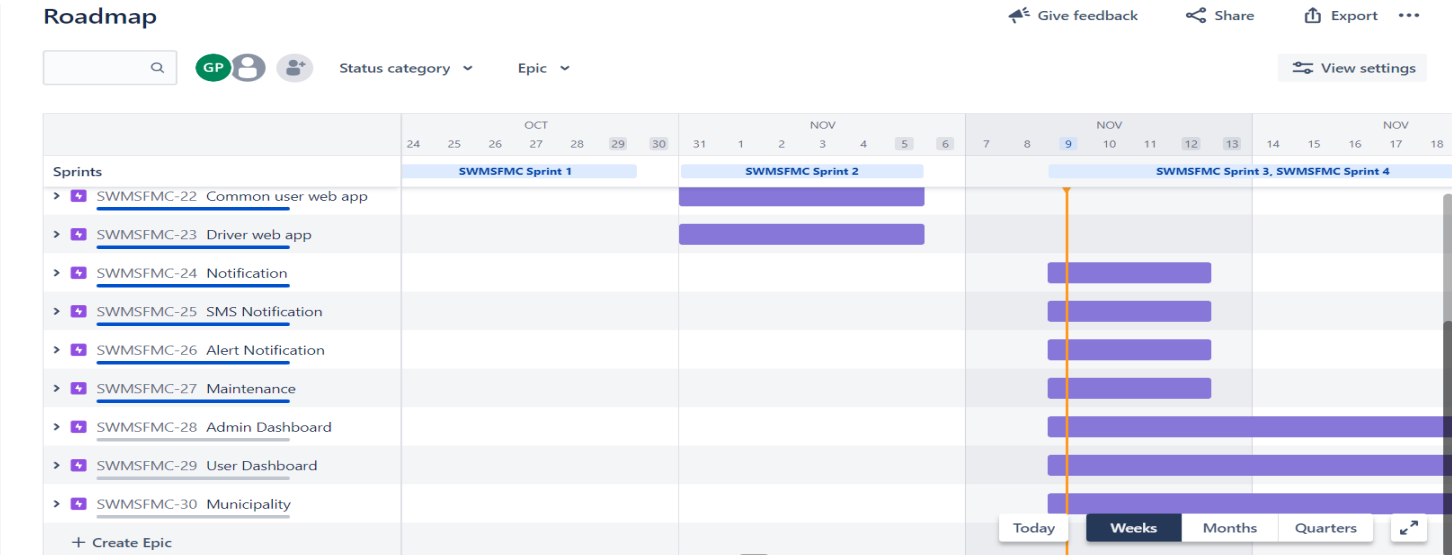 Roadmap
Give feedback
Share
Export
GP
Status category
Epic
View settings
OCT
NOV
NOV
NOV
24 25 26 27 28 29 30 31 1 2 3 4 5 6 7 8 9 10 11 12 13 14 15 16 17 18
Sprints
SWMSFMC Sprint 1
SWMSFMC Sprint 2
SWMSFMC Sprint 3, SWMSFMC Sprint 4
SWMSFMC-22 Common user web app
SWMSFMC-23 Driver web app
SWMSFMC-24 Notification
SWMSFMC-25 SMS Notification
SWMSFMC-26 Alert Notification
SWMSFMC-27 Maintenance
SWMSFMC-28 Admin Dashboard
SWMSFMC-29 User Dashboard
SWMSFMC-30 Municipality
Today
Weeks
Months
Quarters
+ Create Epic